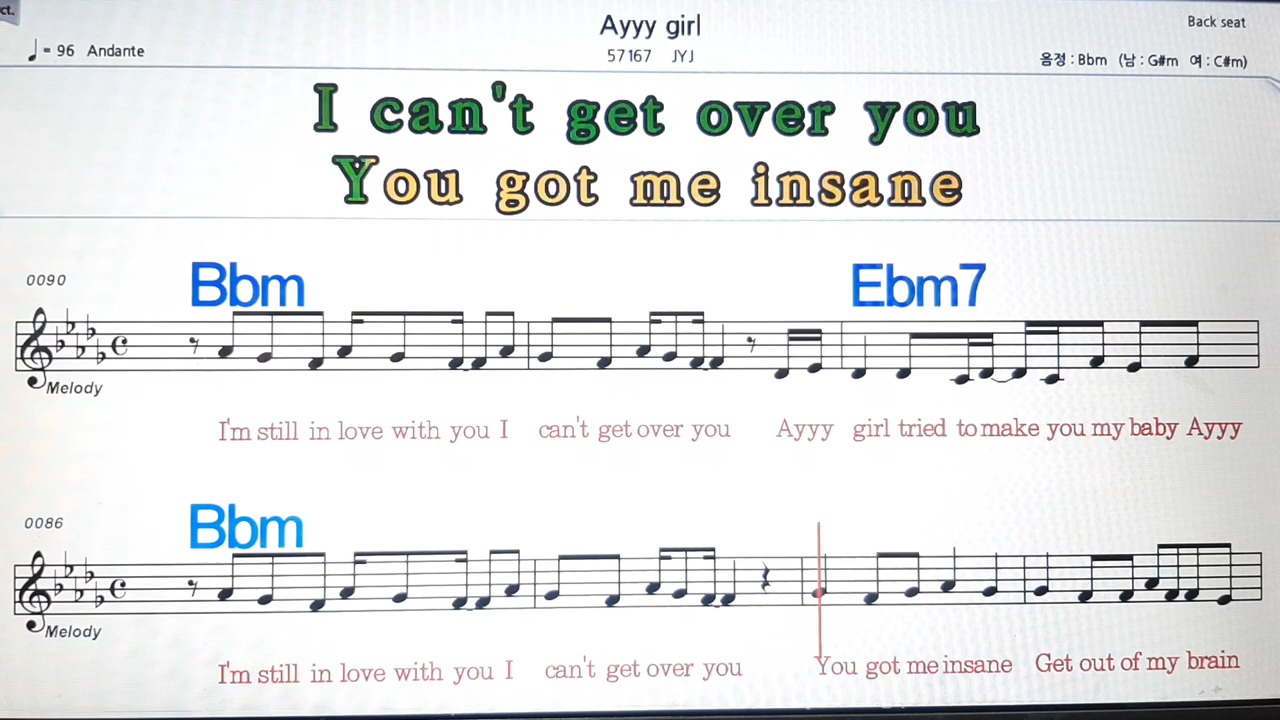 ct.
Ayyy girl
Back seat
♩ = 96 Andante
57167 JYJ
음정 : Bbm (남 : G#m 여 : C#m)
I can't get over you
You got me insane
0090
Bbm
Ebm7
Melody
I'm still in love with you I can't get over you Ayyy girl tried to make you my baby Ayyy
0086
Bbm
Melody
I'm still in love with you I can't get over you You got me insane Get out of my brain